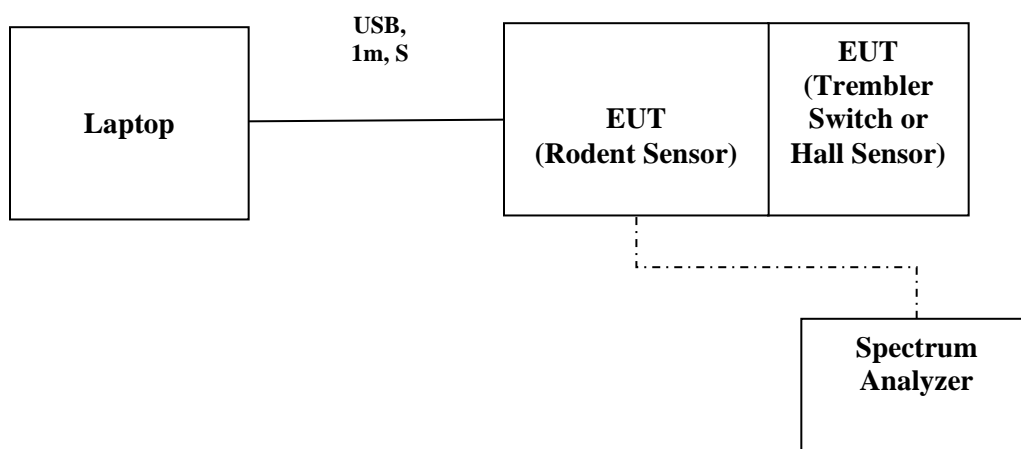 USB,
1m, S
Laptop
EUT
(Rodent Sensor)
EUT
(Trembler
Switch or
Hall Sensor)
Spectrum
Analyzer